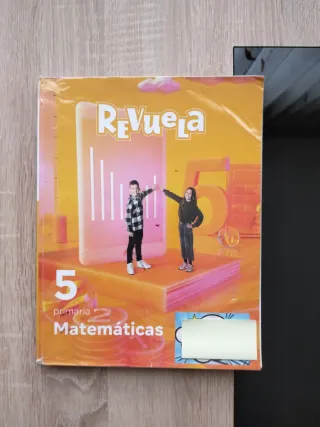 REVUELA
5
primaria
Matemáticas